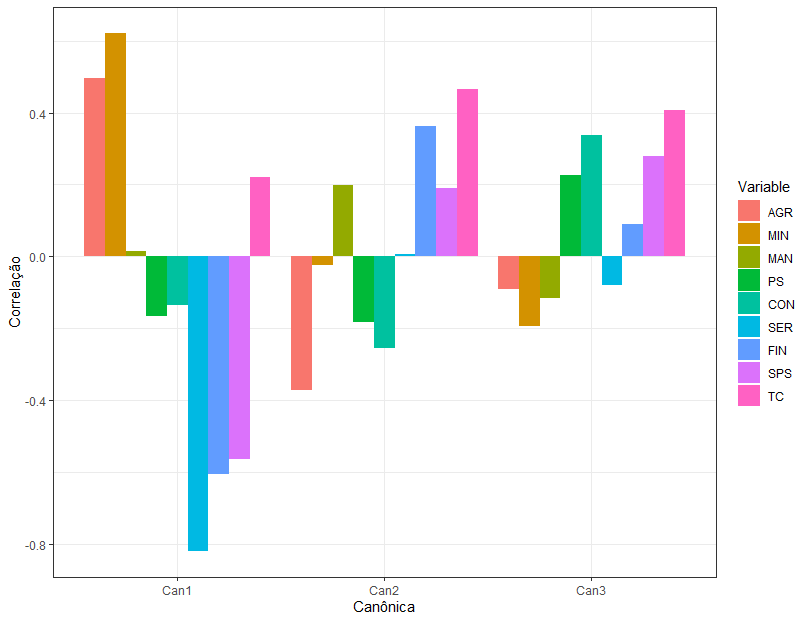 Correlação
0.4
0.0
-0.4
-0.8
Can1
Can2
Can3
Canônica
Variable
AGR
MIN
MAN
PS
CON
SER
FIN
SPS
TC